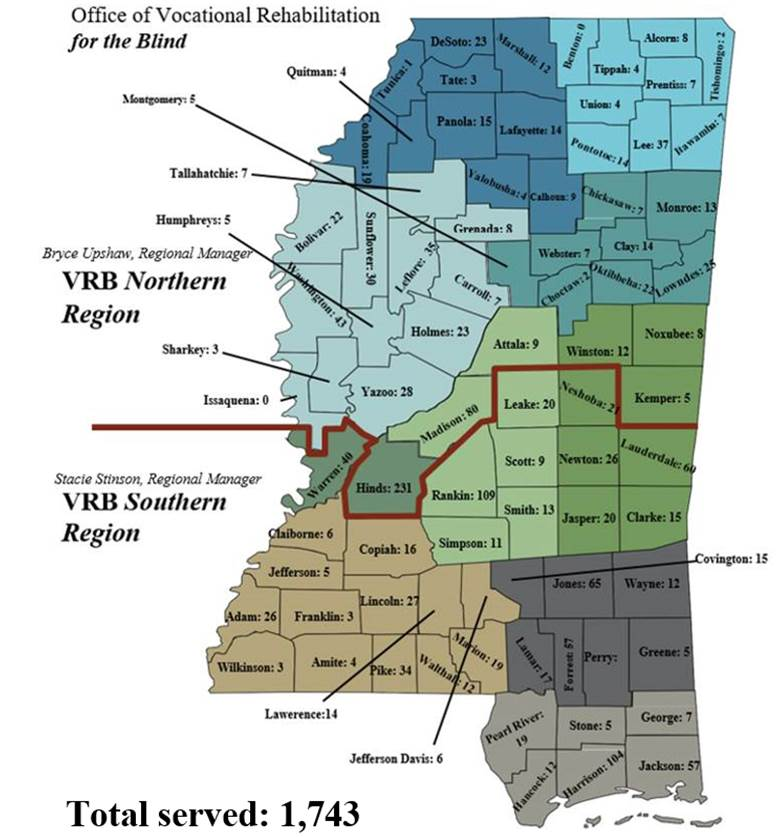 Office of Vocational Rehabilitation
for the Blind
DeSoto: 23
Marshall: 12
Benton: 0
Alcorn: 8
Tishomingo: 2
Tippah: 4
Prentiss: 7
Quitman: 4
Tunica: 1
Tate: 3
Union: 4
Montgomery: 5
Panola: 15
Lafayette: 14
Pontotoc: 14
Lee: 37
Itawamba: 7
Coahoma: 19
Tallahatchie: 7
Yalobusha: 4
Calhoun: 9
Chickasaw: 7
Monroe: 13
Humphreys: 5
Bolivar: 22
Sunflower: 30
Leflore: 35
Grenada: 8
Webster: 7
Clay: 14
Bryce Upshaw, Regional Manager
VRB Northern
Region
Washington: 43
Carroll: 7
Choctaw: 2
Oktibbeha: 22
Lowndes: 25
Holmes: 23
Attala: 9
Winston: 12
Noxubee: 8
Sharkey: 3
Issaquena: 0
Yazoo: 28
Madison: 80
Leake: 20
Neshoba: 21
Kemper: 5
Stacie Stinson, Regional Manager
VRB Southern
Region
Warren: 40
Hinds: 231
Rankin: 109
Scott: 9
Newton: 26
Lauderdale: 60
Smith: 13
Jasper: 20
Clarke: 15
Claiborne: 6
Copiah: 16
Simpson: 11
Covington: 15
Jefferson: 5
Jones: 65
Wayne: 12
Adam: 26
Franklin: 3
Lincoln: 27
Wilkinson: 3
Amite: 4
Pike: 34
Walthall: 12
Marion: 19
Lamar: 17
Forrest: 57
Perry:
Greene: 5
Lawerence:14
Jefferson Davis: 6
Pearl River:
19
Stone: 5
George: 7
Hancock: 12
Harrison: 104
Jackson: 57
Total served: 1,743